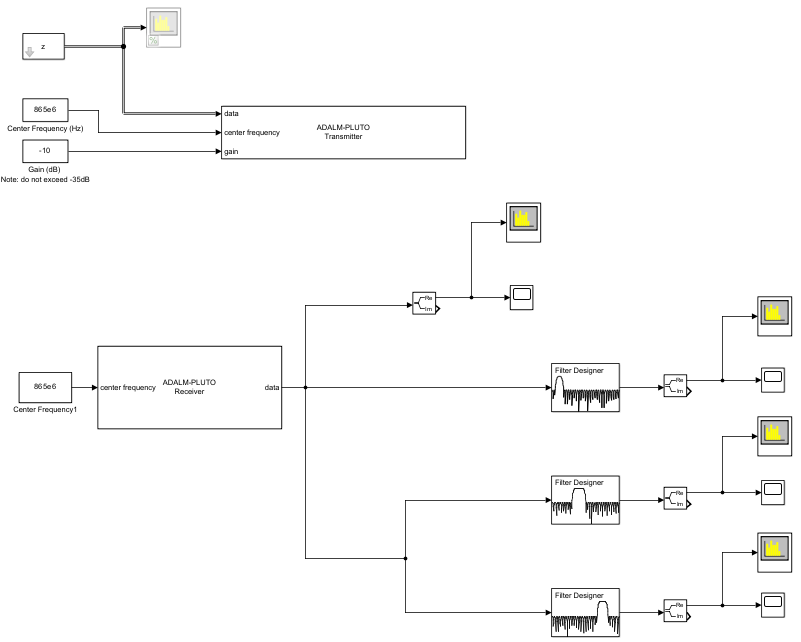 z
865e6
Center Frequency (Hz)
-10
Gain (dB)
Note: do not exceed -35dB
data
center frequency
gain
ADALM-PLUTO
Transmitter
Re
Im
865e6
Center Frequency1
center frequency
ADALM-PLUTO
Receiver
data
Filter Designer
Re
Im
Filter Designer
Re
Im
Filter Designer
Re
Im